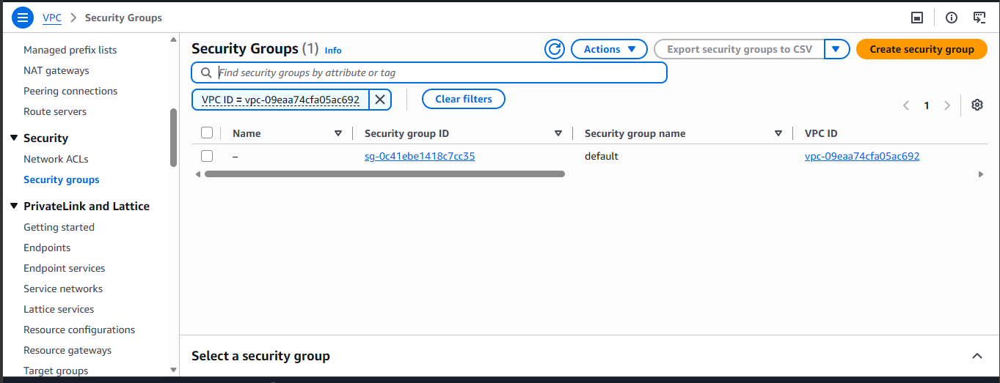 VPC > Security Groups
Managed prefix lists
NAT gateways
Peering connections
Route servers
Security
Network ACLs
Security groups
PrivateLink and Lattice
Getting started
Endpoints
Endpoint services
Service networks
Lattice services
Resource configurations
Resource gateways
Target groups
Security Groups (1) Info
Actions
Export security groups to CSV
Create security group
Find security groups by attribute or tag
VPC ID = vpc-09eaa74cfa05ac692
Clear filters
1
Name Security group ID Security group name VPC ID
– sg-0c41ebe1418c7cc35 default vpc-09eaa74cfa05ac692
Select a security group